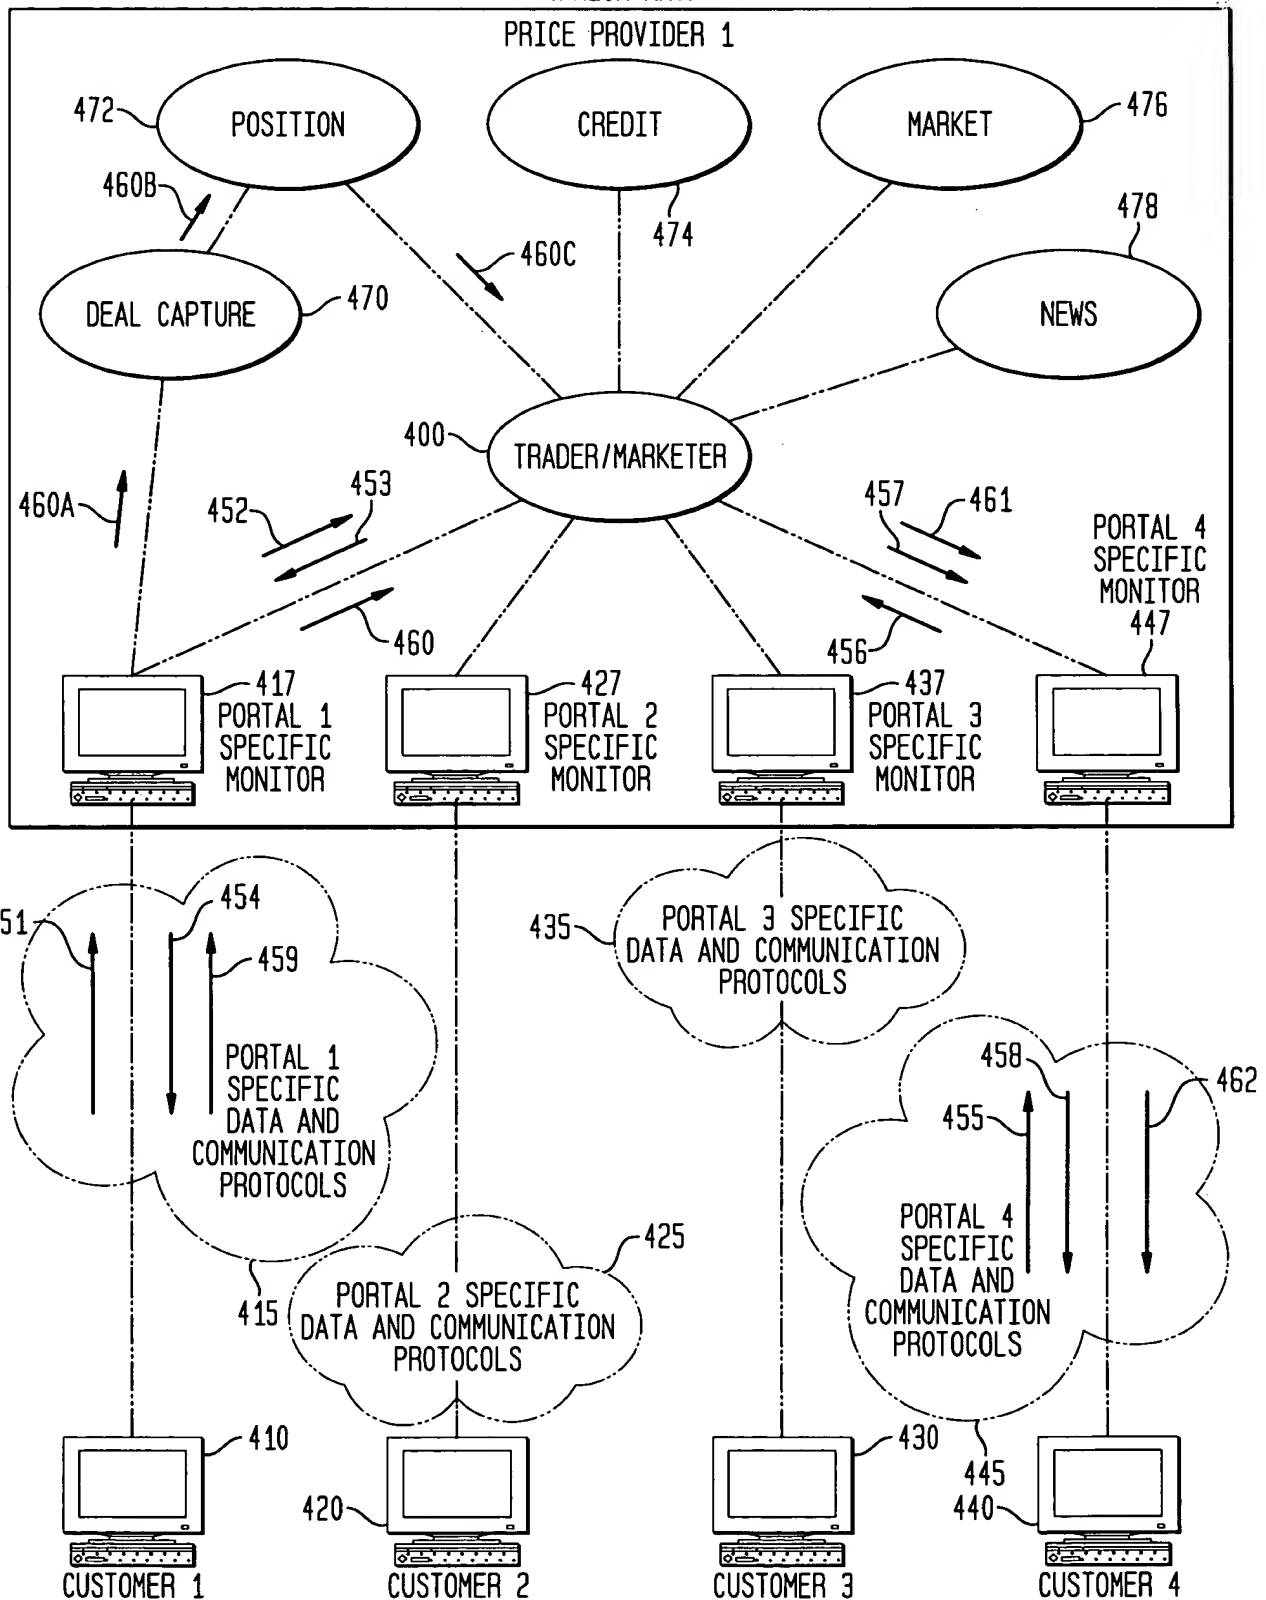 PRICE PROVIDER 1
472
POSITION
CREDIT
MARKET
476
460B
474
478
460C
DEAL CAPTURE
470
NEWS
400
TRADER/MARKETER
460A
452
453
457
461
PORTAL 4
SPECIFIC
MONITOR
447
460
456
417
PORTAL 1
SPECIFIC
MONITOR
427
PORTAL 2
SPECIFIC
MONITOR
437
PORTAL 3
SPECIFIC
MONITOR
51
454
459
PORTAL 1
SPECIFIC
DATA AND
COMMUNICATION
PROTOCOLS
415
435
PORTAL 3 SPECIFIC
DATA AND COMMUNICATION
PROTOCOLS
425
PORTAL 2 SPECIFIC
DATA AND COMMUNICATION
PROTOCOLS
458
455
462
PORTAL 4
SPECIFIC
DATA AND
COMMUNICATION
PROTOCOLS
445
410
420
430
440
CUSTOMER 1
CUSTOMER 2
CUSTOMER 3
CUSTOMER 4